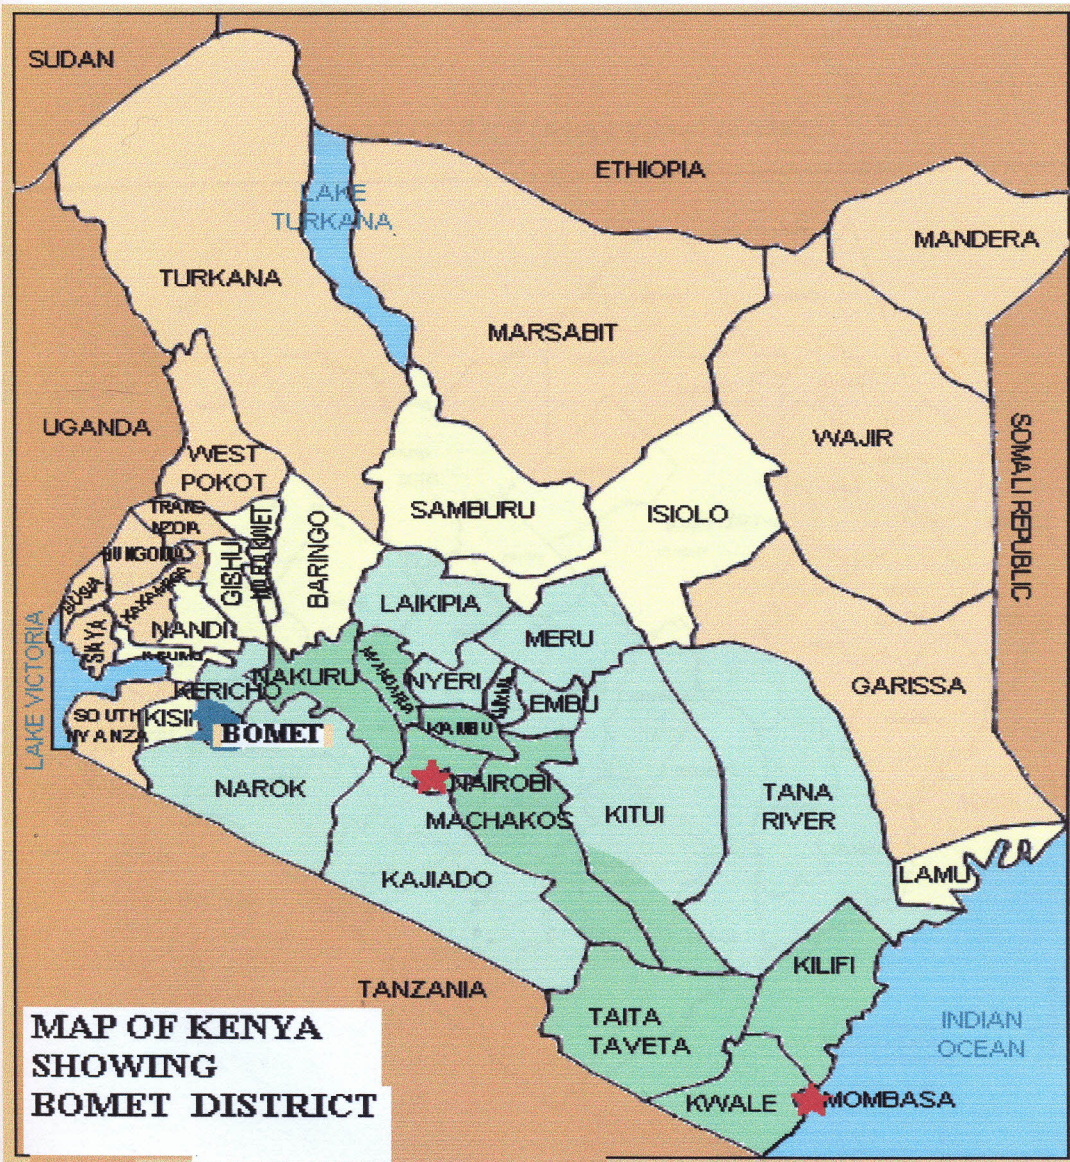 SUDAN
ETHIOPIA
LAKE
TURKANA
MANDERA
TURKANA
MARSABIT
UGANDA
WAJIR
SOMALI REPUBLIC
WEST
POKOT
SAMBURU
ISIOLO
TRANS
NZOIA
BARINGO
GISHU
LAIKIPIA
MERU
NANDI
LAKE VICTORIA
KERICHO
NAKURU
NYERI
EMBU
GARISSA
SOUTH
NYANZA
KISII
BOMET
NAROK
NAIROBI
MACHAKOS
KITUI
TANA
RIVER
KAJIADO
LAMU
KILIFI
TANZANIA
TAITA
TAVETA
INDIAN
OCEAN
KWALE
MOMBASA
MAP OF KENYA
SHOWING
BOMET DISTRICT